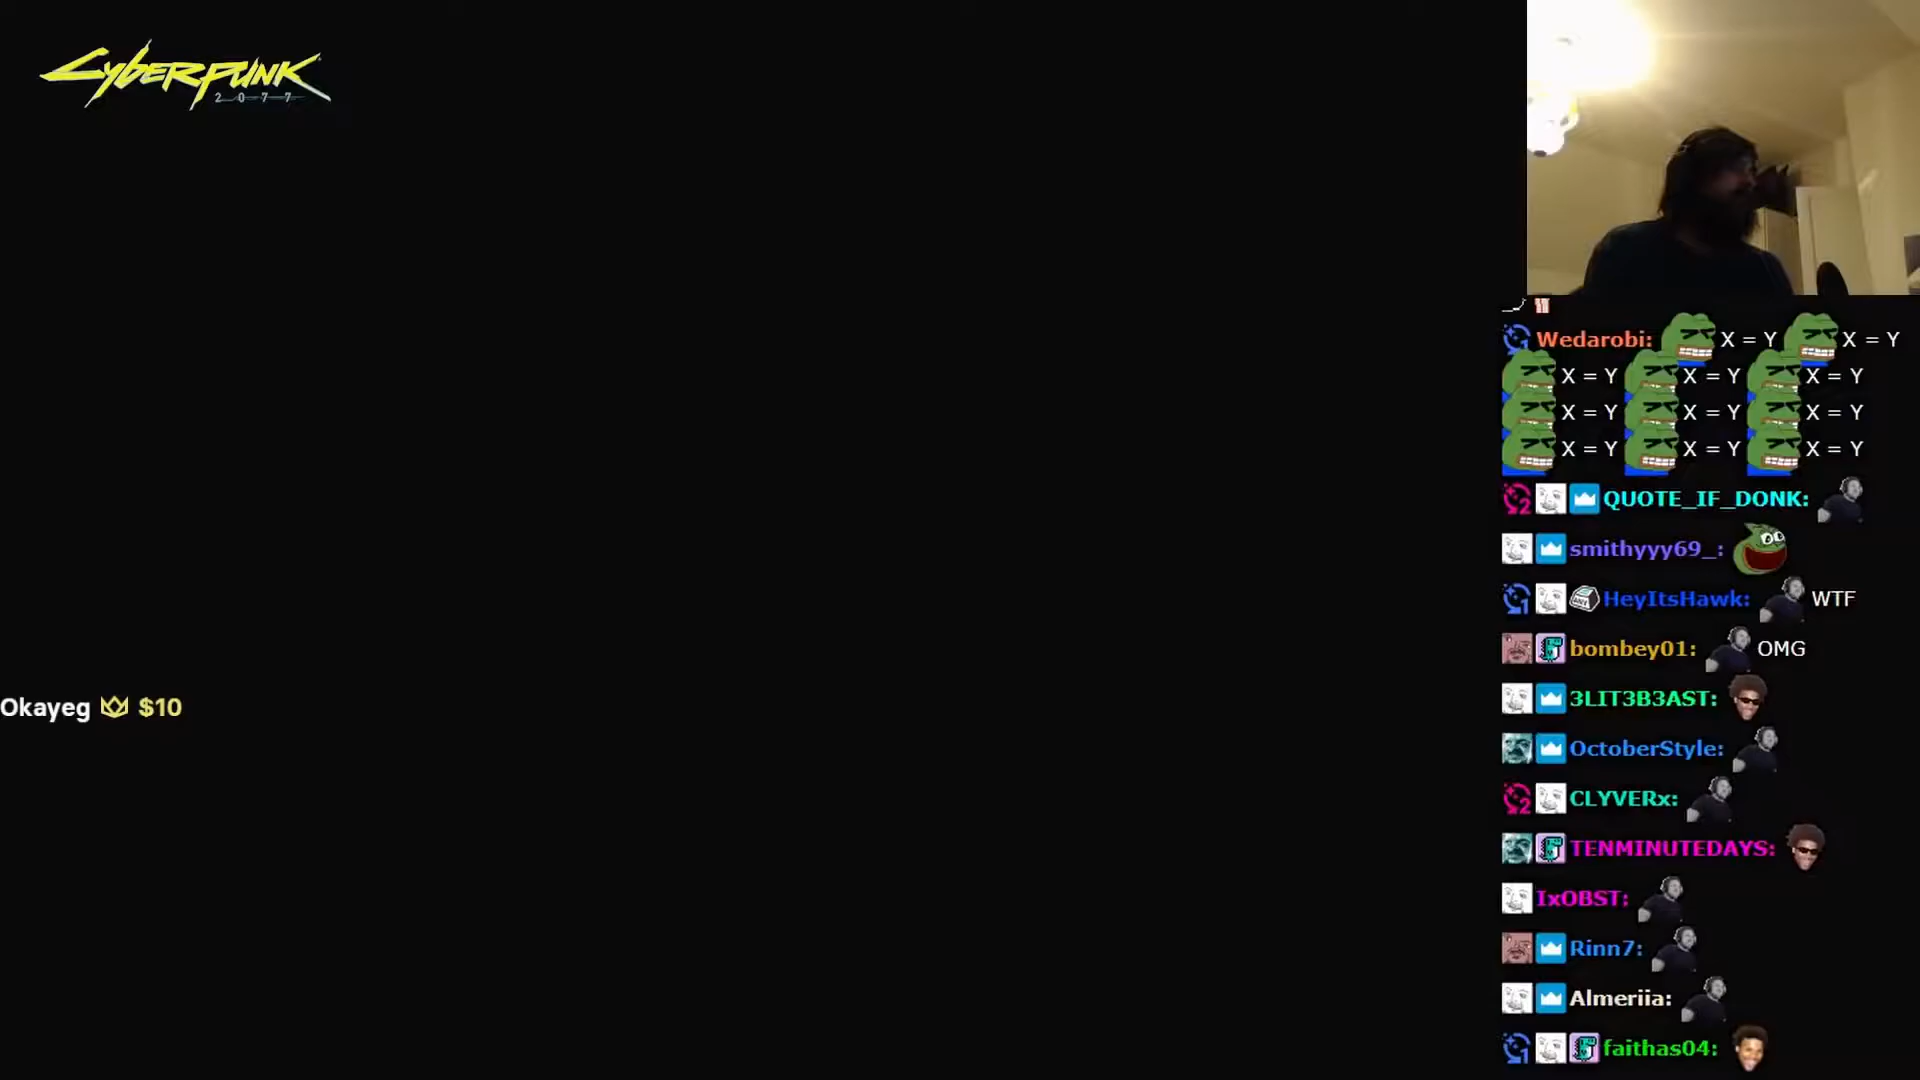 CYBERPUNK
2077
Wedarobi: X = Y X = Y
X = Y X = Y X = Y
X = Y X = Y X = Y
X = Y X = Y X = Y
QUOTE_IF_DONK:
smithyyy69_:
HeyItsHawk: WTF
bombey01: OMG
Okayeg $10
3LIT3B3AST:
OctoberStyle:
CLYVERx:
TENMINUTEDAYS:
IxOBST:
Rinn7:
Almeriia:
faithas04: